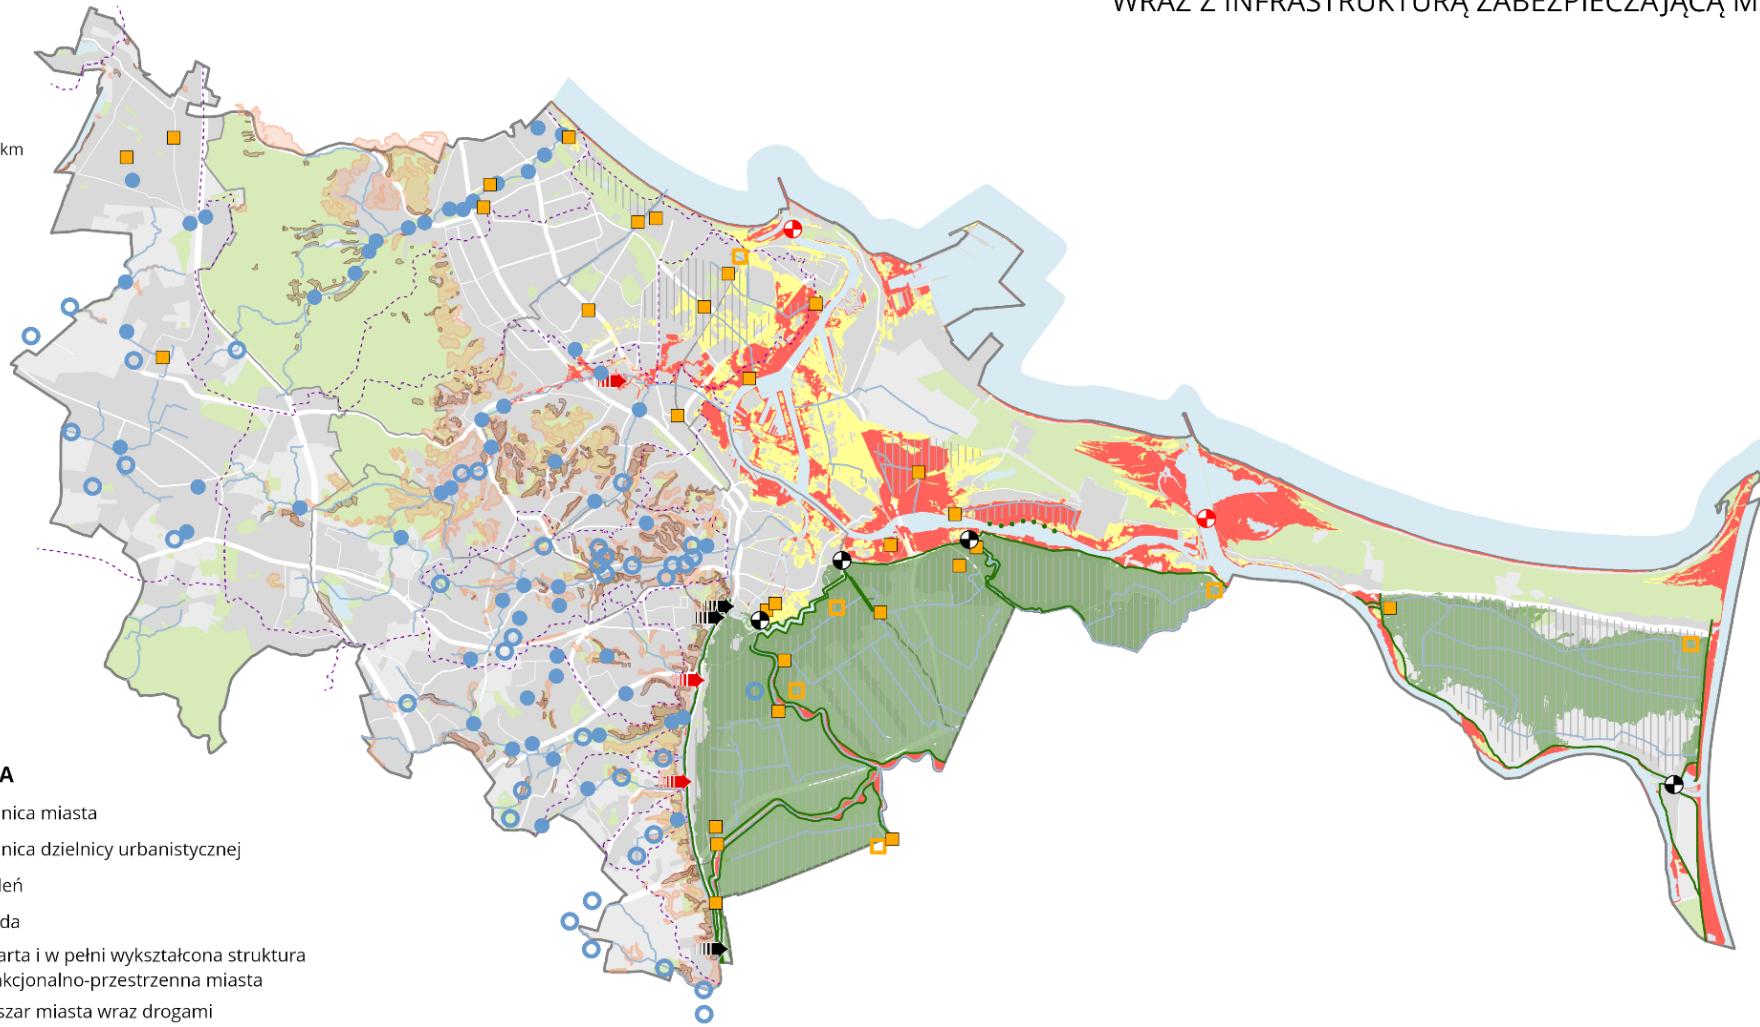 WRAZ Z INFRASTRUKTURĄ ZABEZPIECZAJĄCĄ M
km
A
nica miasta
nica dzielnicy urbanistycznej
leń
da
arta i w pełni wykształcona struktura
nkcjonalno-przestrzenna miasta
szar miasta wraz drogami